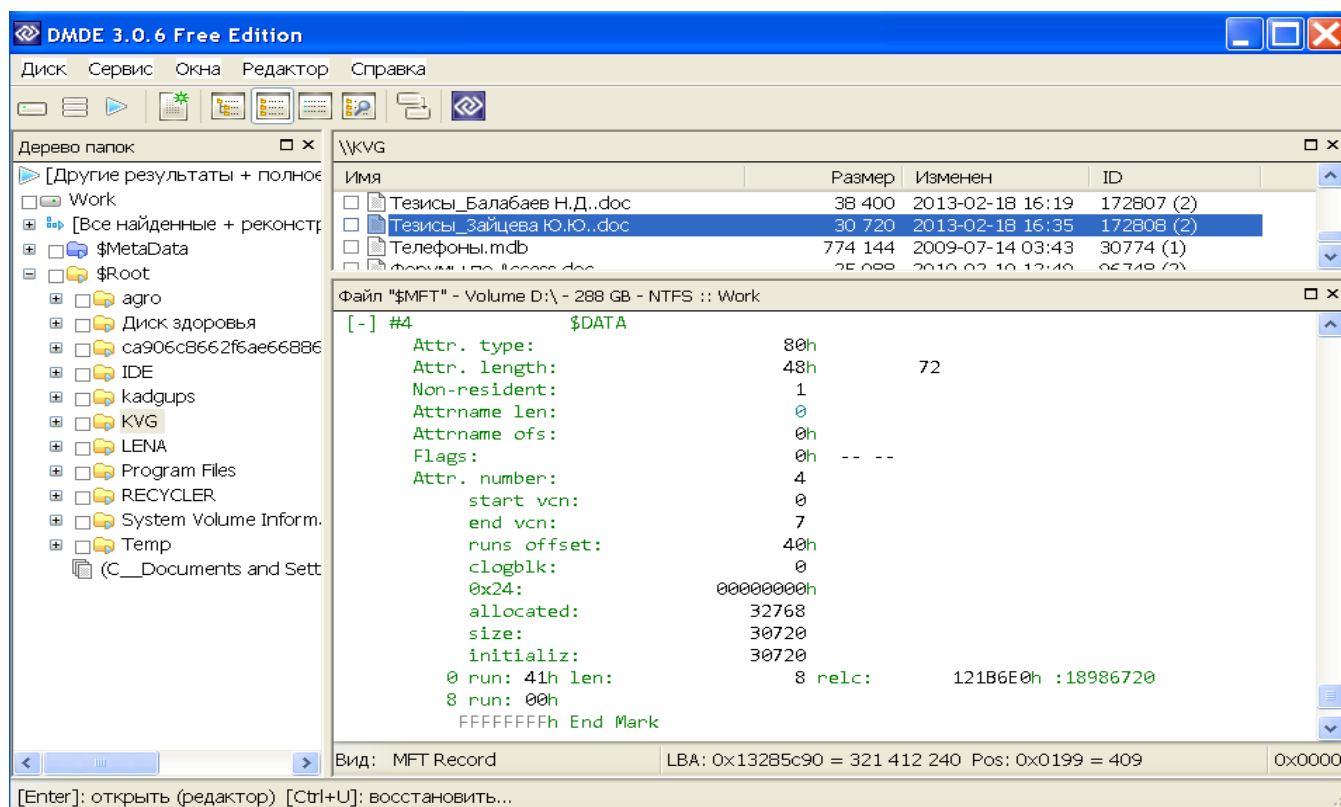 DMDE 3.0.6 Free Edition
Диск Сервис Окна Редактор Справка
Дерево папок
[Другие результаты + полное
Work
[Все найденные + реконстр
$MetaData
$Root
agro
Диск здоровья
ca906c8662f6ae66886
IDE
kadgups
KVG
LENA
Program Files
RECYCLER
System Volume Inform.
Temp
(C__Documents and Sett
\\KVG
Имя Размер Изменен ID
Тезисы_Балабаев Н.Д..doc 38 400 2013-02-18 16:19 172807 (2)
Тезисы_Зайцева Ю.Ю..doc 30 720 2013-02-18 16:35 172808 (2)
Телефоны.mdb 774 144 2009-07-14 03:43 30774 (1)
Форумы по Access.doc
Файл "$MFT" - Volume D:\ - 288 GB - NTFS :: Work
[-] #4 $DATA
Attr. type: 80h
Attr. length: 48h 72
Non-resident: 1
Attrname len: 0
Attrname ofs: 0h
Flags: 0h -- --
Attr. number: 4
start vcn: 0
end vcn: 7
runs offset: 40h
clogblk: 0
0x24: 00000000h
allocated: 32768
size: 30720
initializ: 30720
0 run: 41h len: 8 relc: 121B6E0h :18986720
8 run: 00h
FFFFFFFFh End Mark
Вид: MFT Record LBA: 0x13285c90 = 321 412 240 Pos: 0x0199 = 409 0x0000
[Enter]: открыть (редактор) [Ctrl+U]: восстановить...